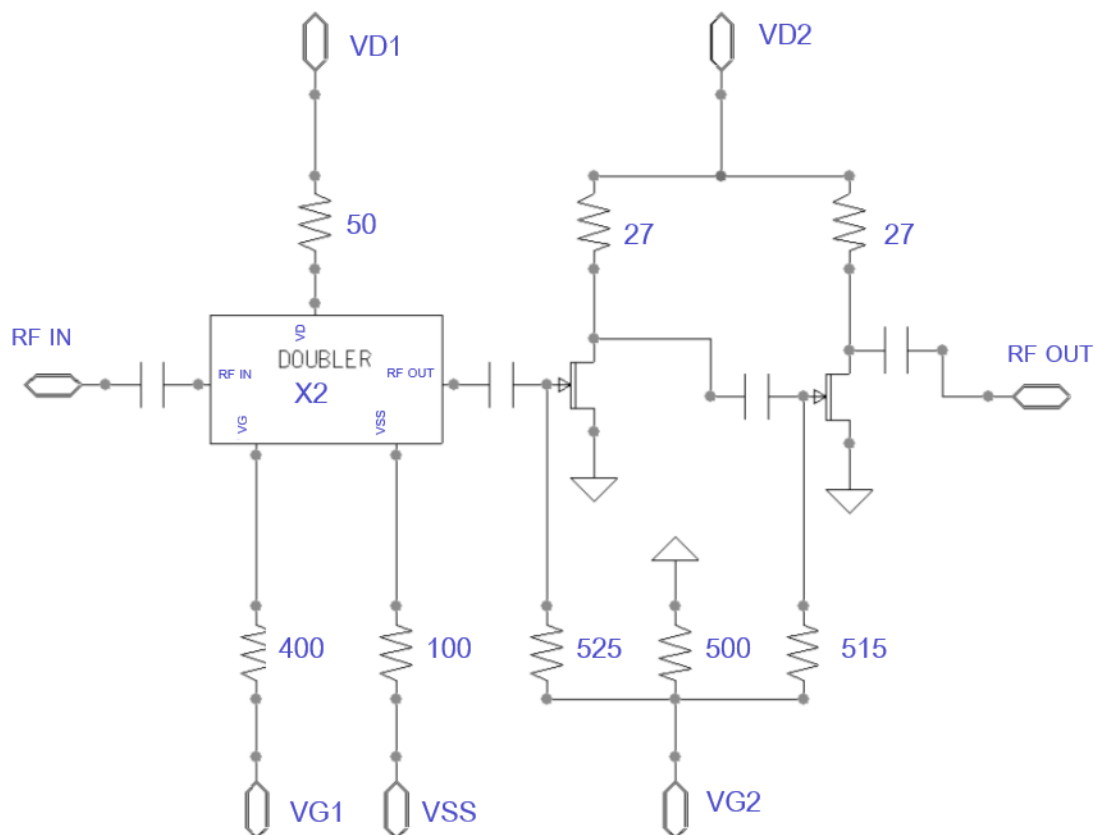 VD1
VD2
50
27
27
RF IN
VD
DOUBLER
RF IN
X2
RF OUT
RF OUT
VG
VSS
400
100
525
500
515
VG1
VSS
VG2